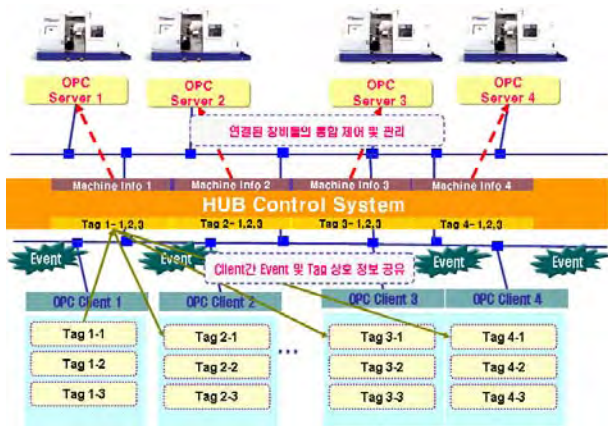 OPC
Server 1
OPC
Server 2
OPC
Server 3
OPC
Server 4
연결된 장비들의 통합 제어 및 관리
Machine Info 1
Machine Info 2
Machine Info 3
Machine Info 4
HUB Control System
Tag 1- 1,2,3
Tag 2- 1,2,3
Tag 3- 1,2,3
Tag 4- 1,2,3
Event
Event
Event
Event
Client간 Event 및 Tag 상호 정보 공유
OPC Client 1
OPC Client 2
OPC Client 3
OPC Client 4
Tag 1-1
Tag 1-2
Tag 1-3
Tag 2-1
Tag 2-2
Tag 2-3
...
Tag 3-1
Tag 3-2
Tag 3-3
Tag 4-1
Tag 4-2
Tag 4-3